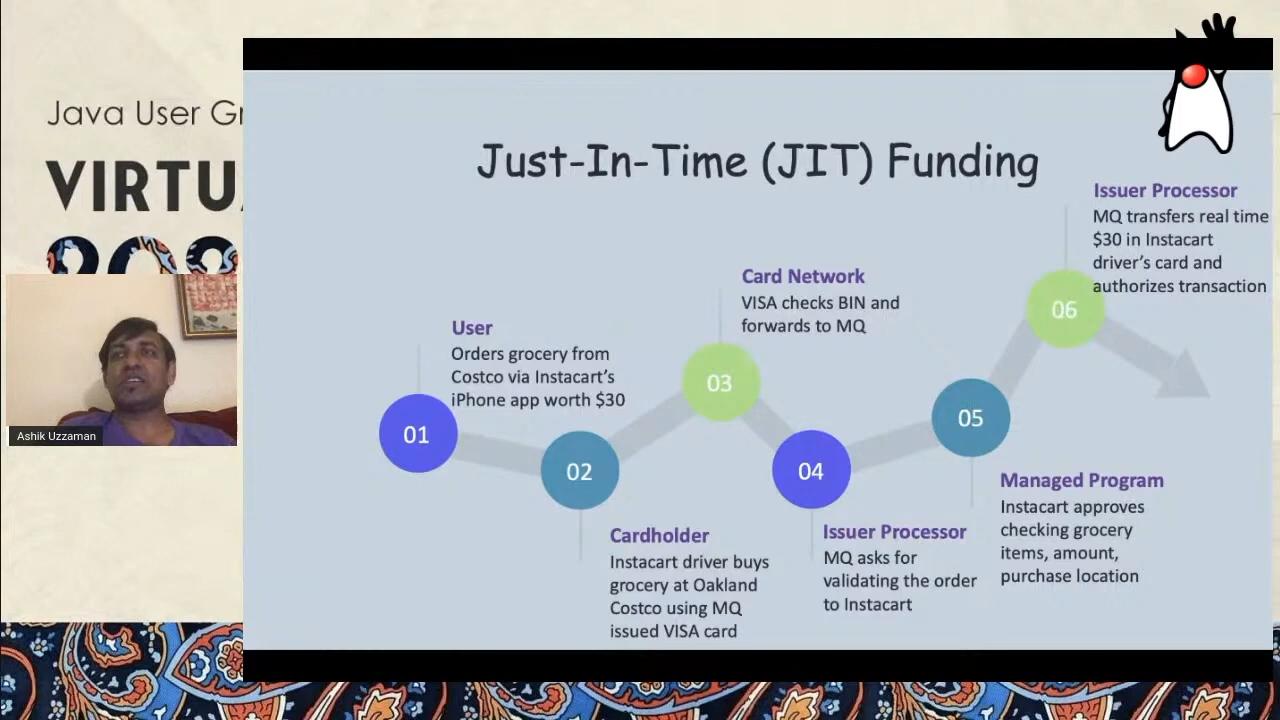 Java User Gr
VIRTU
Ashik Uzzaman
Just-In-Time (JIT) Funding
01
User
Orders grocery from
Costco via Instacart's
iPhone app worth $30
02
Cardholder
Instacart driver buys
grocery at Oakland
Costco using MQ
issued VISA card
03
Card Network
VISA checks BIN and
forwards to MQ
04
Issuer Processor
MQ asks for
validating the order
to Instacart
05
Managed Program
Instacart approves
checking grocery
items, amount,
purchase location
06
Issuer Processor
MQ transfers real time
$30 in Instacart
driver's card and
authorizes transaction